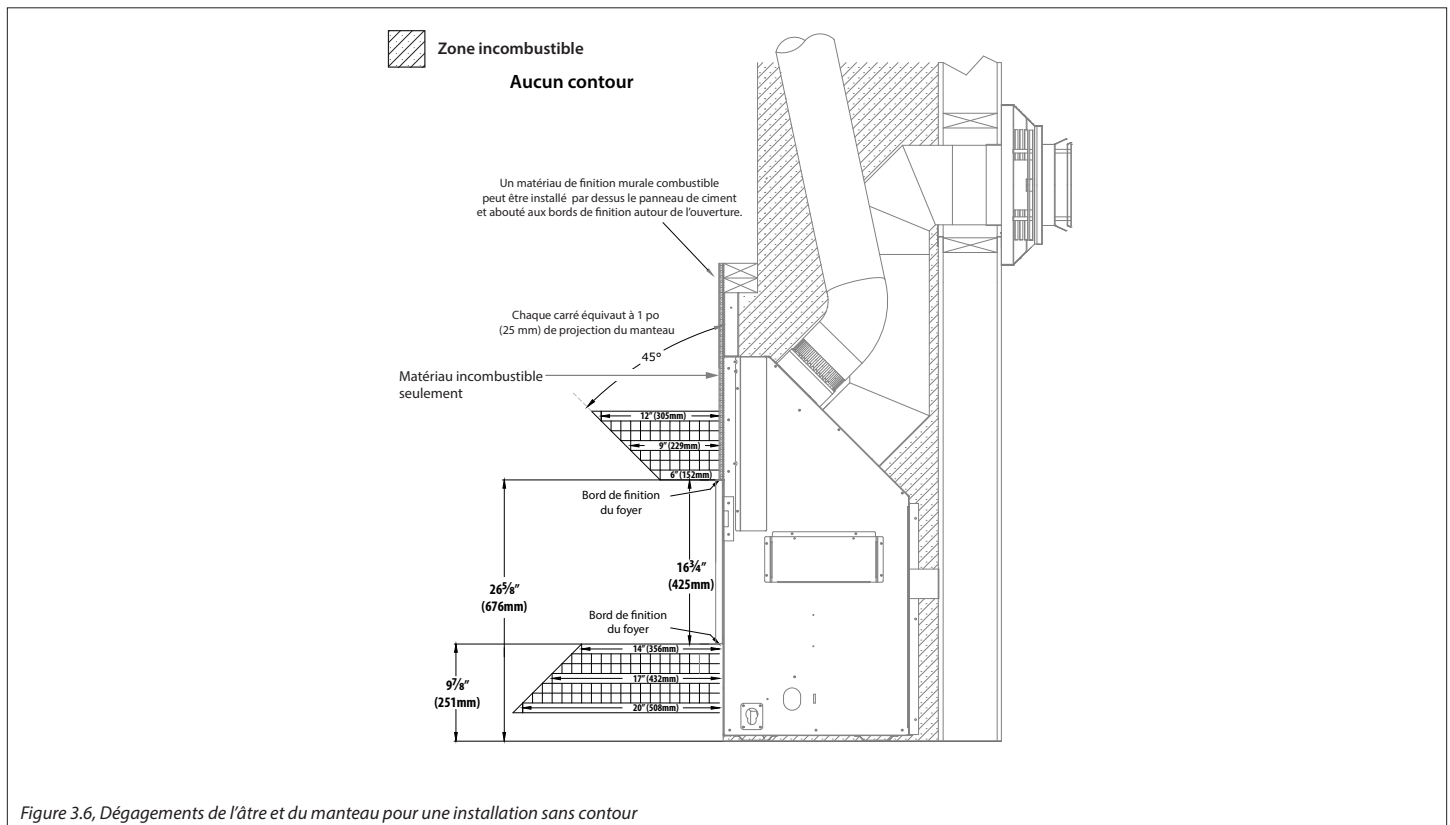 Zone incombustible
Aucun contour
Un matériau de finition murale combustible
peut être installé par dessus le panneau de ciment
et abouté aux bords de finition autour de l'ouverture.
Chaque carré équivaut à 1 po
(25 mm) de projection du manteau
45°
Matériau incombustible
seulement
12" (305mm)
9" (229mm)
6" (152mm)
Bord de finition
du foyer
16¾"
(425mm)
26⅝"
(676mm)
Bord de finition
du foyer
14" (356mm)
17" (432mm)
20" (508mm)
9⅞"
(251mm)
Figure 3.6, Dégagements de l'âtre et du manteau pour une installation sans contour